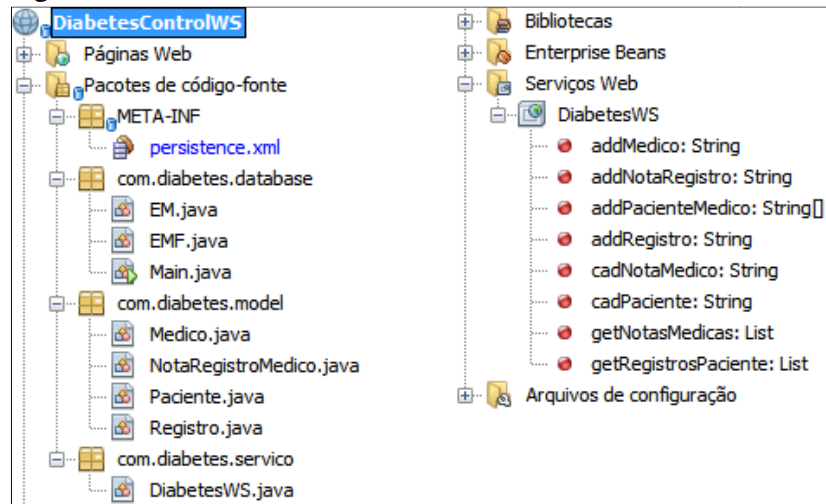 DiabetesControlWS
Páginas Web
Pacotes de código-fonte
META-INF
persistence.xml
com.diabetes.database
EM.java
EMF.java
Main.java
com.diabetes.model
Medico.java
NotaRegistroMedico.java
Paciente.java
Registro.java
com.diabetes.servico
DiabetesWS.java
Bibliotecas
Enterprise Beans
Serviços Web
DiabetesWS
addMedico: String
addNotaRegistro: String
addPacienteMedico: String[]
addRegistro: String
cadNotaMedico: String
cadPaciente: String
getNotasMedicas: List
getRegistrosPaciente: List
Arquivos de configuração